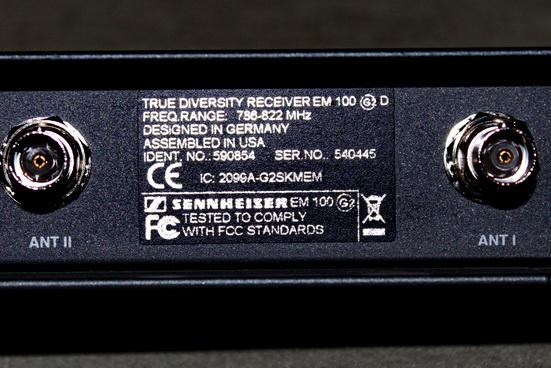 TRUE DIVERSITY RECEIVER EM 100 G2 D
FREQ.RANGE: 786-822 MHz
DESIGNED IN GERMANY
ASSEMBLED IN USA
IDENT. NO.: 590854 SER.NO.. 540445
CE IC: 2099A-G2SKMEM
SENNHEISER EM 100 G2
FC TESTED TO COMPLY
WITH FCC STANDARDS
ANT II
ANT I